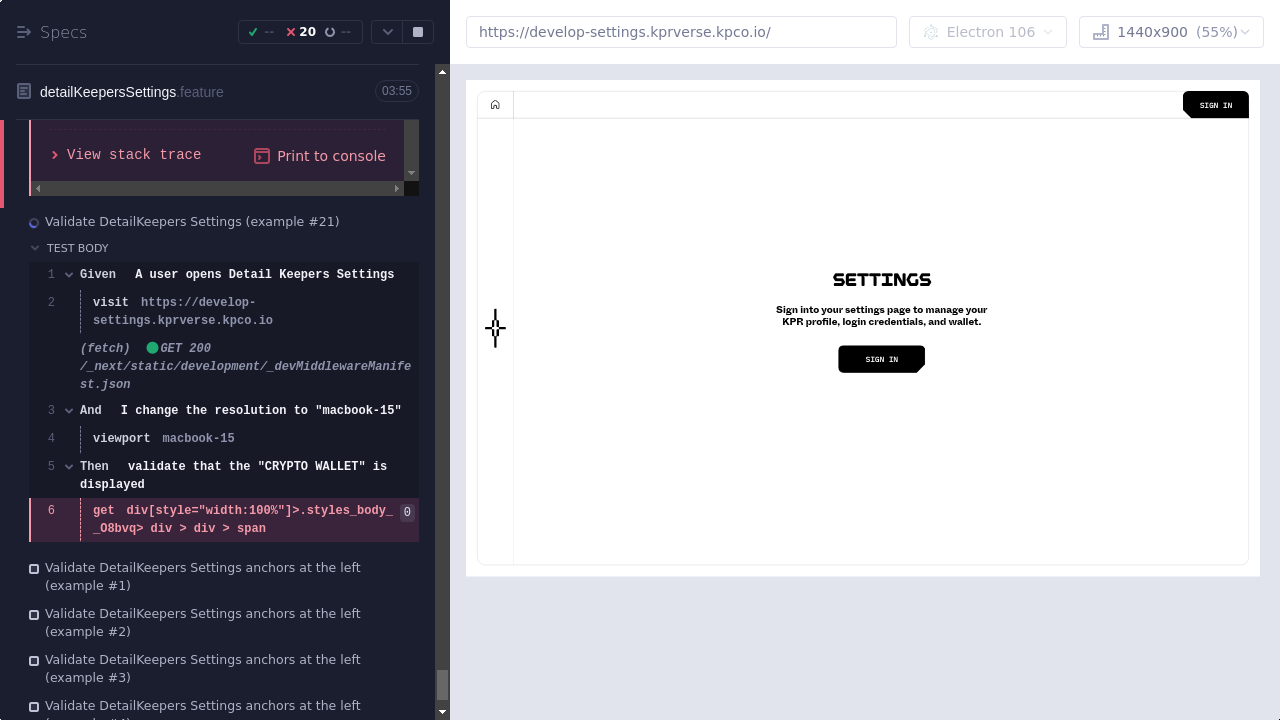 Specs
--
20
--
detailKeepersSettings.feature
03:55
View stack trace
Print to console
Validate DetailKeepers Settings (example #21)
TEST BODY
1 Given A user opens Detail Keepers Settings
2 visit https://develop-
settings.kprverse.kpco.io
(fetch) GET 200
/_next/static/development/_devMiddlewareManife
st.json
3 And I change the resolution to "macbook-15"
4 viewport macbook-15
5 Then validate that the "CRYPTO WALLET" is
displayed
6 get div[style="width:100%"]>.styles_body_ 0
_O8bvq> div > div > span
Validate DetailKeepers Settings anchors at the left
(example #1)
Validate DetailKeepers Settings anchors at the left
(example #2)
Validate DetailKeepers Settings anchors at the left
(example #3)
Validate DetailKeepers Settings anchors at the left
https://develop-settings.kprverse.kpco.io/
Electron 106
1440x900 (55%)
SIGN IN
SETTINGS
Sign into your settings page to manage your
KPR profile, login credentials, and wallet.
SIGN IN